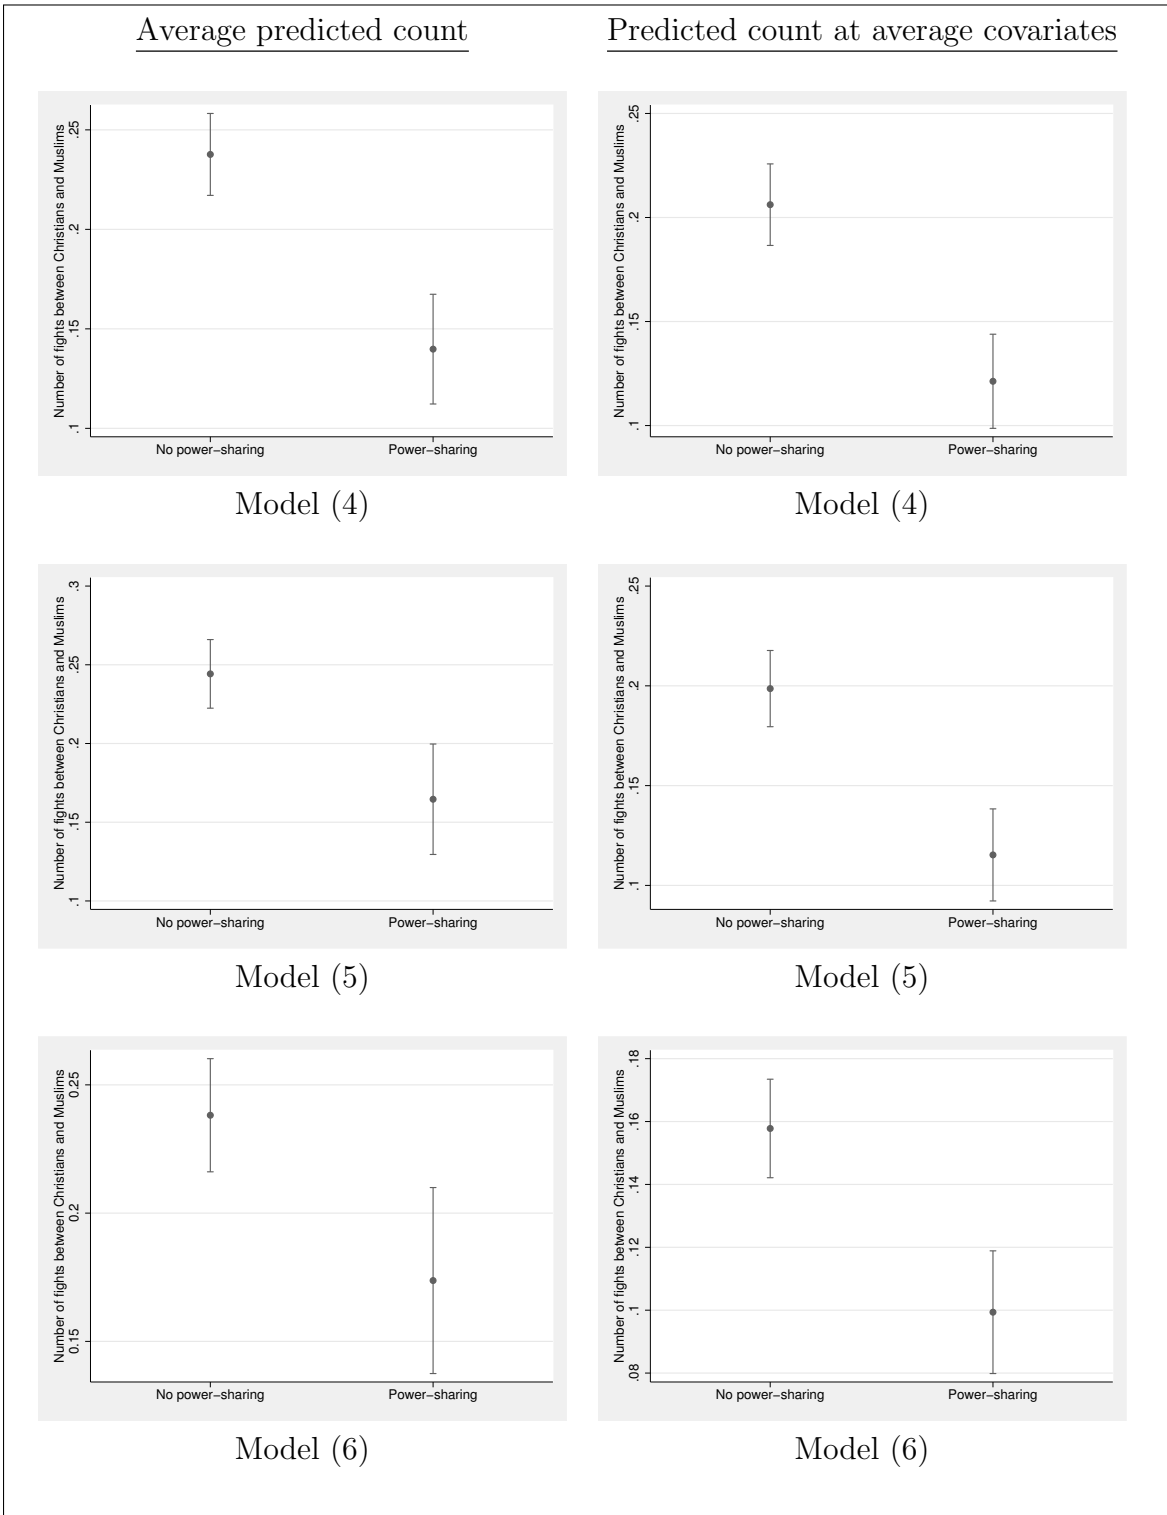 Average predicted count
Predicted count at average covariates
Number of fights between Christians and Muslims
.25
.2
.15
.1
No power−sharing
Power−sharing
Model (4)
Number of fights between Christians and Muslims
.25
.2
.15
.1
No power−sharing
Power−sharing
Model (4)
Number of fights between Christians and Muslims
.3
.25
.2
.15
.1
No power−sharing
Power−sharing
Model (5)
Number of fights between Christians and Muslims
.25
.2
.15
.1
No power−sharing
Power−sharing
Model (5)
Number of fights between Christians and Muslims
0.25
0.2
0.15
No power−sharing
Power−sharing
Model (6)
Number of fights between Christians and Muslims
.18
.16
.14
.12
.1
.08
No power−sharing
Power−sharing
Model (6)